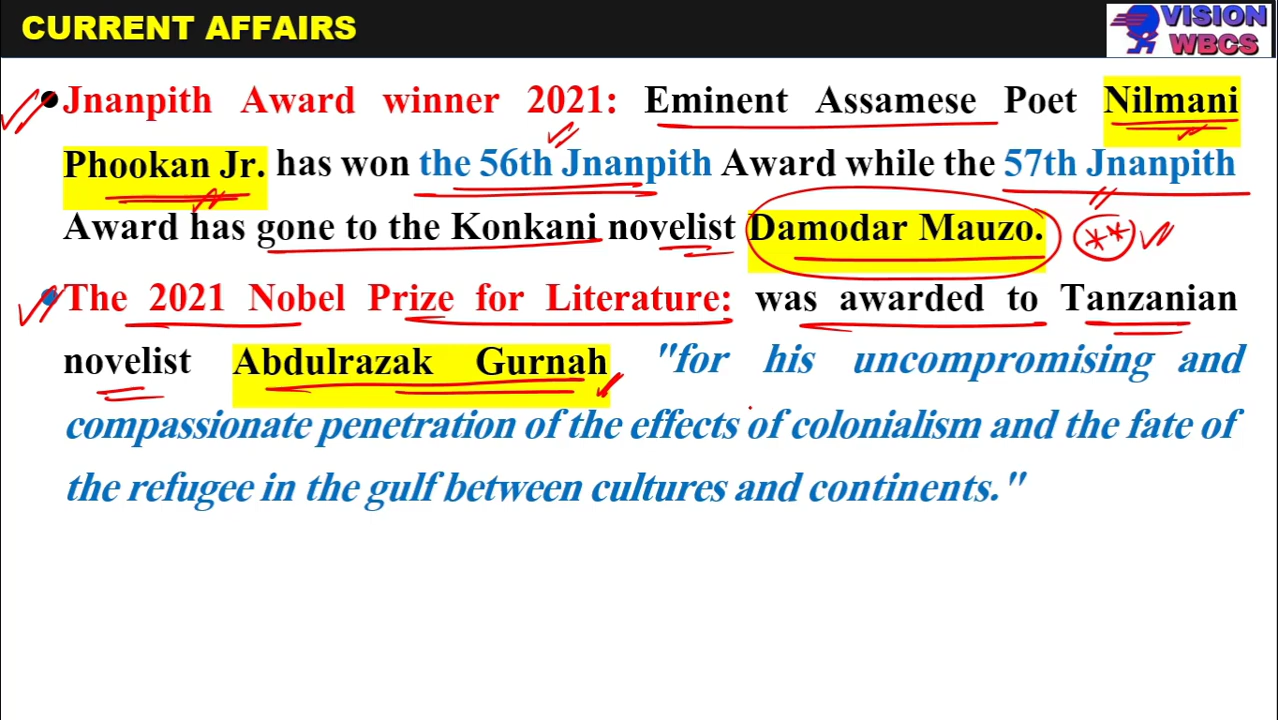 CURRENT AFFAIRS
VISION
WBCS
Jnanpith Award winner 2021: Eminent Assamese Poet Nilmani
Phookan Jr. has won the 56th Jnanpith Award while the 57th Jnanpith
Award has gone to the Konkani novelist Damodar Mauzo. **
The 2021 Nobel Prize for Literature: was awarded to Tanzanian
novelist Abdulrazak Gurnah "for his uncompromising and
compassionate penetration of the effects of colonialism and the fate of
the refugee in the gulf between cultures and continents."